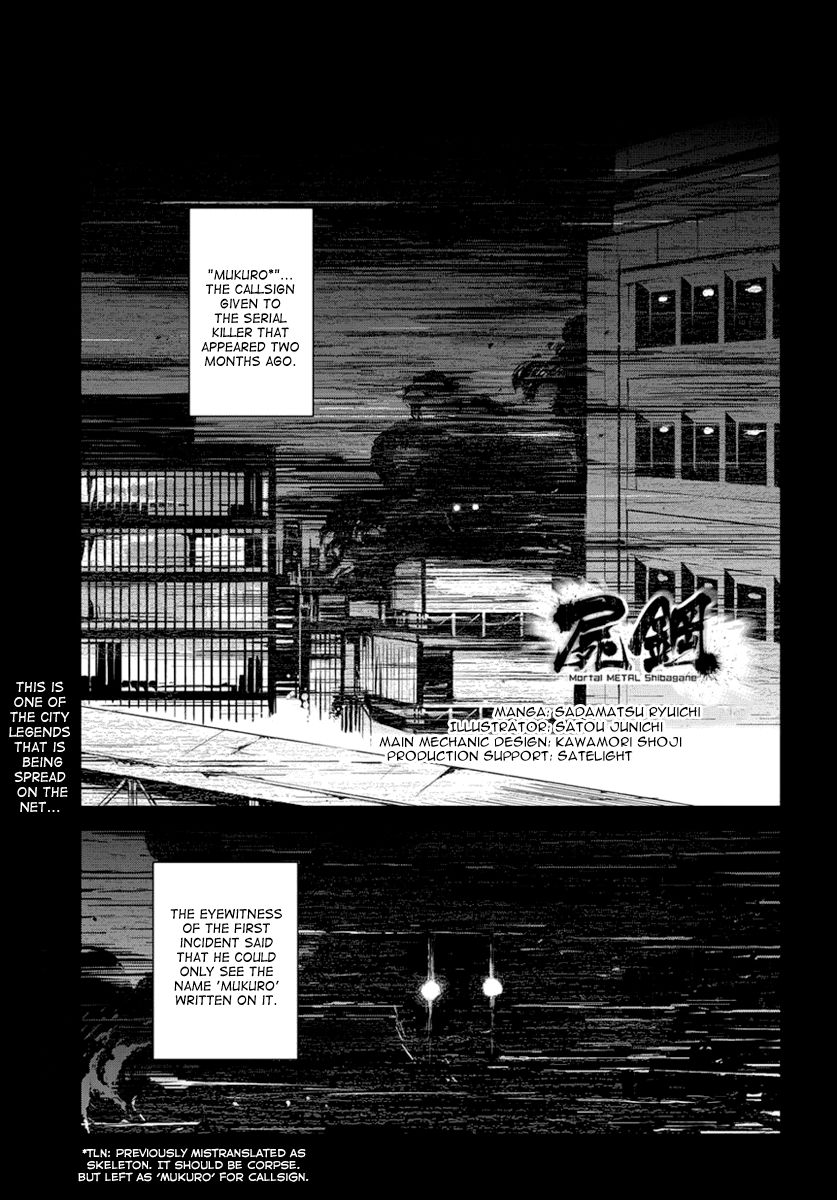 "MUKURO*"...
THE CALLSIGN
GIVEN TO
THE SERIAL
KILLER THAT
APPEARED TWO
MONTHS AGO.
屍鋼
Mortal METAL Shibagane
MANGA: SADAMATSU RYUICHI
ILLUSTRATOR: SATOU JUNICHI
MAIN MECHANIC DESIGN: KAWAMORI SHOJI
PRODUCTION SUPPORT: SATELIGHT
THIS IS
ONE OF
THE CITY
LEGENDS
THAT IS
BEING
SPREAD
ON THE
NET...
THE EYEWITNESS
OF THE FIRST
INCIDENT SAID
THAT HE COULD
ONLY SEE THE
NAME 'MUKURO'
WRITTEN ON IT.
*TLN: PREVIOUSLY MISTRANSLATED AS
SKELETON. IT SHOULD BE CORPSE.
BUT LEFT AS 'MUKURO' FOR CALLSIGN.